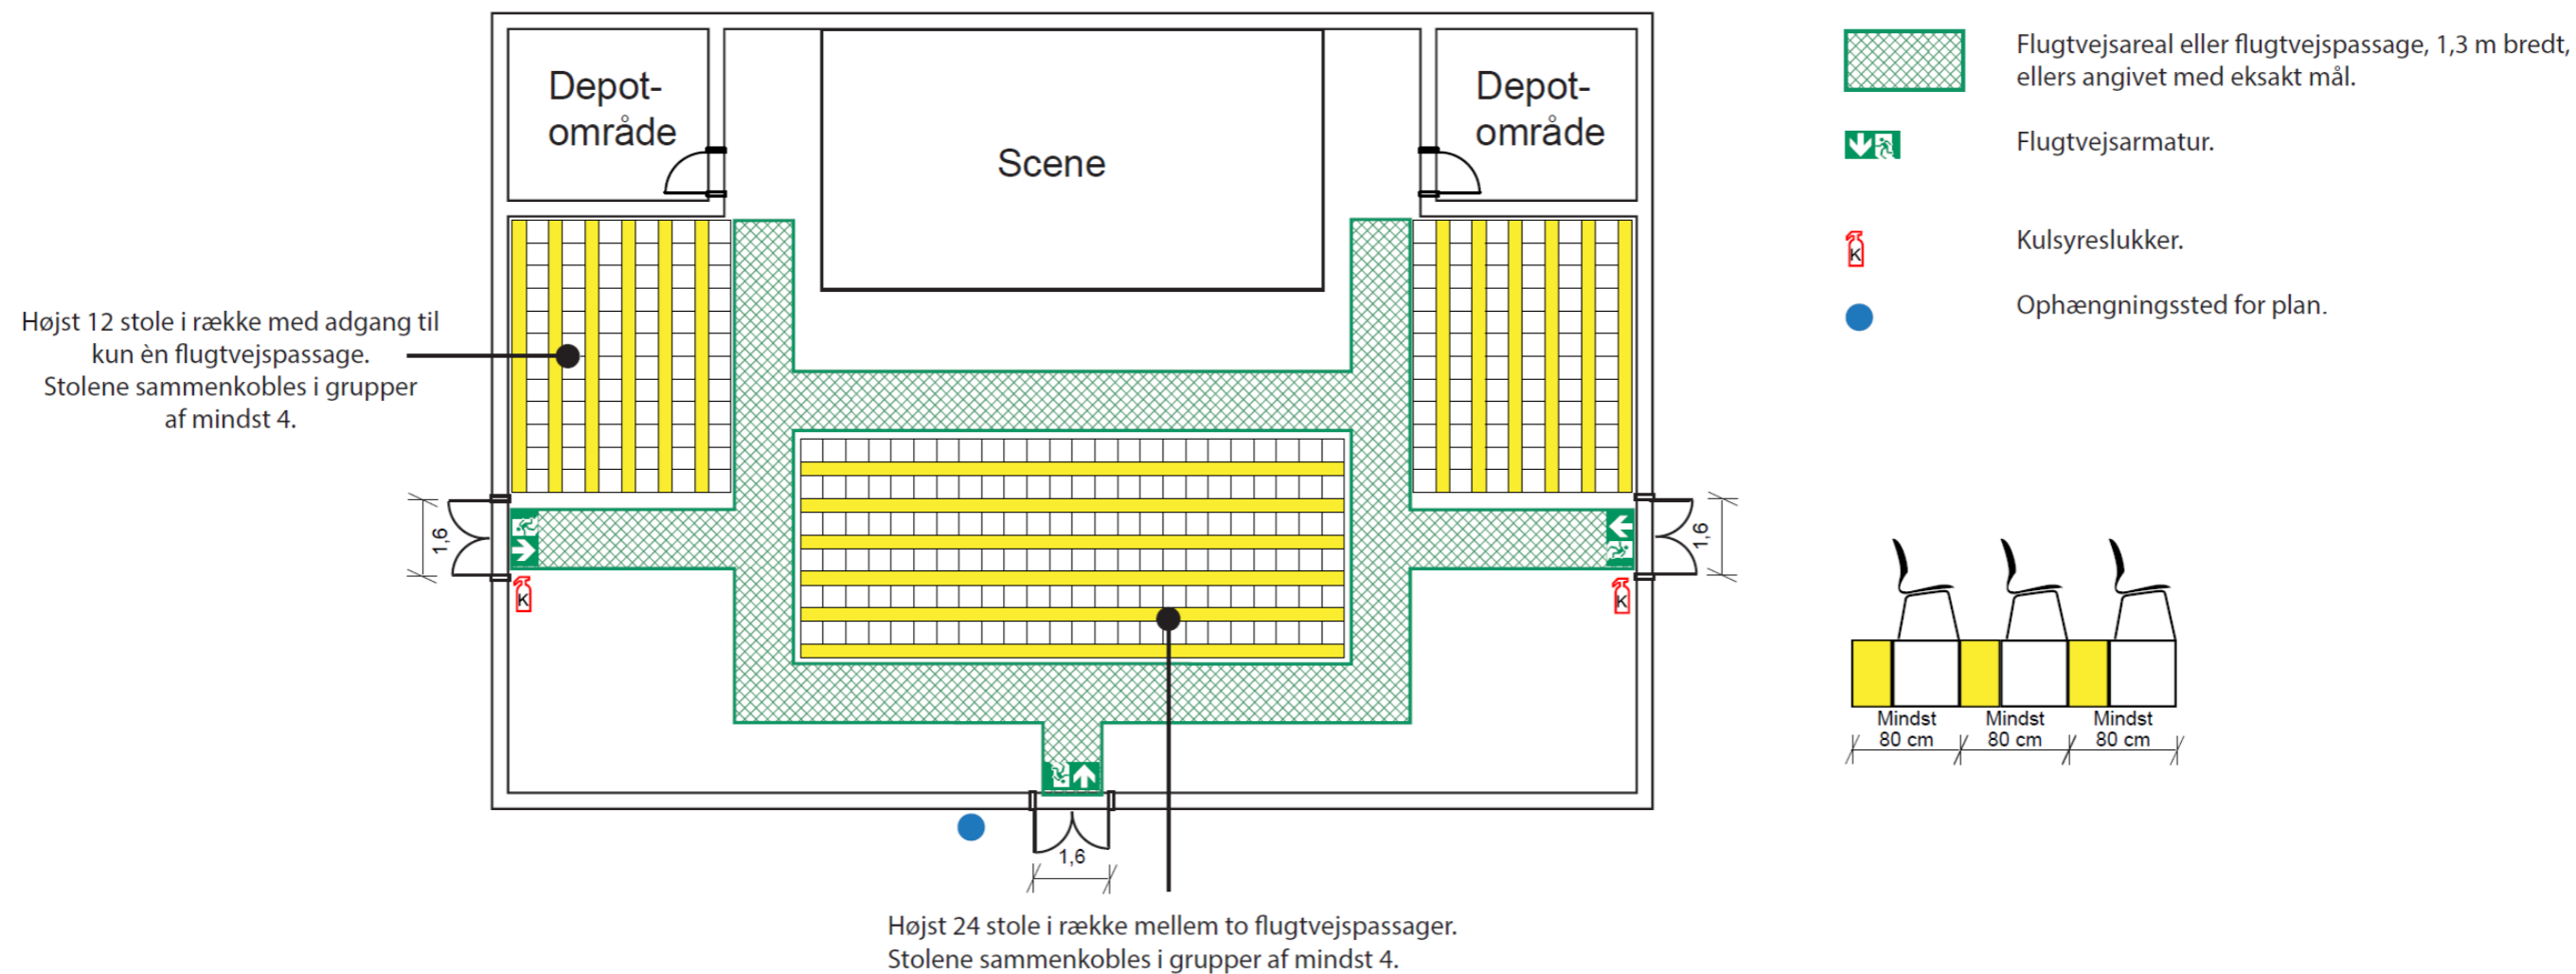 Depot-
område
Scene
Depot-
område
Højst 12 stole i række med adgang til
kun èn flugtvejspassage.
Stolene sammenkobles i grupper
af mindst 4.
1,6
K
1,6
K
1,6
Højst 24 stole i række mellem to flugtvejspassager.
Stolene sammenkobles i grupper af mindst 4.
Flugtvejsareal eller flugtvejspassage, 1,3 m bredt,
ellers angivet med eksakt mål.
Flugtvejsarmatur.
K
Kulsyreslukker.
Ophængningssted for plan.
Mindst
80 cm
Mindst
80 cm
Mindst
80 cm